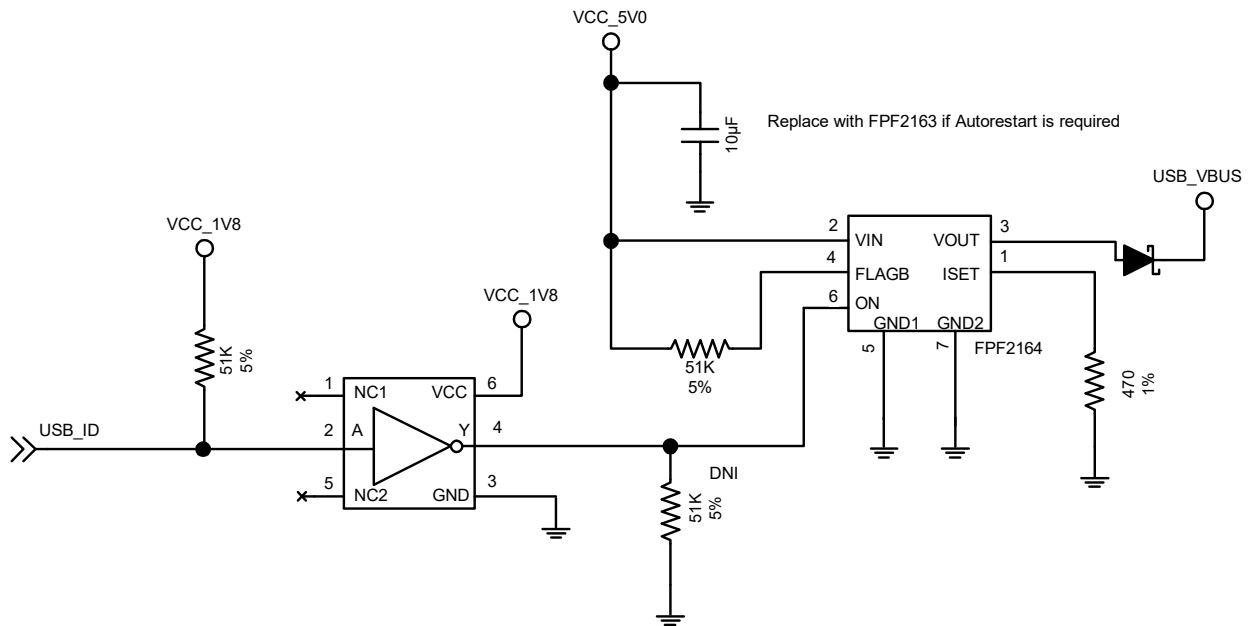 VCC_5V0
10µF
Replace with FPF2163 if Autorestart is required
USB_VBUS
VCC_1V8
2
VIN
VOUT
3
4
FLAGB
ISET
1
6
ON
GND1
GND2
5
7
FPF2164
VCC_1V8
51K
5%
51K
5%
470
1%
1
NC1
VCC
6
USB_ID
2
A
Y
4
5
NC2
GND
3
DNI
51K
5%